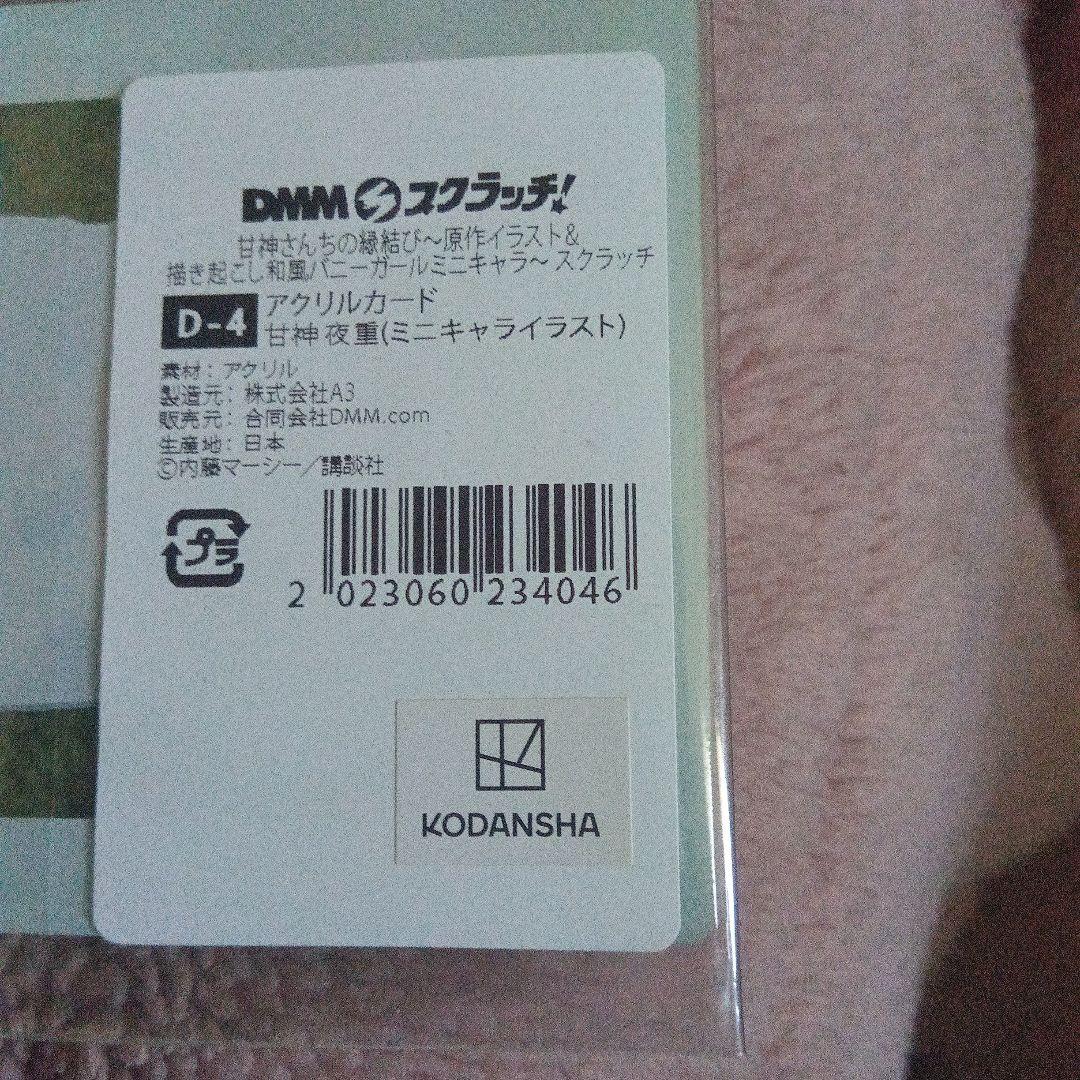 DMMスクラッチ!
甘神さんちの縁結び～原作イラスト&
描き起こし和風バニーガールミニキャラ～ スクラッチ
D-4 アクリルカード
甘神 夜重(ミニキャライラスト)
素材：アクリル
製造元：株式会社A3
販売元：合同会社DMM.com
生産地：日本
©内藤マーシー／講談社
プラ
2 023060 234046
KODANSHA